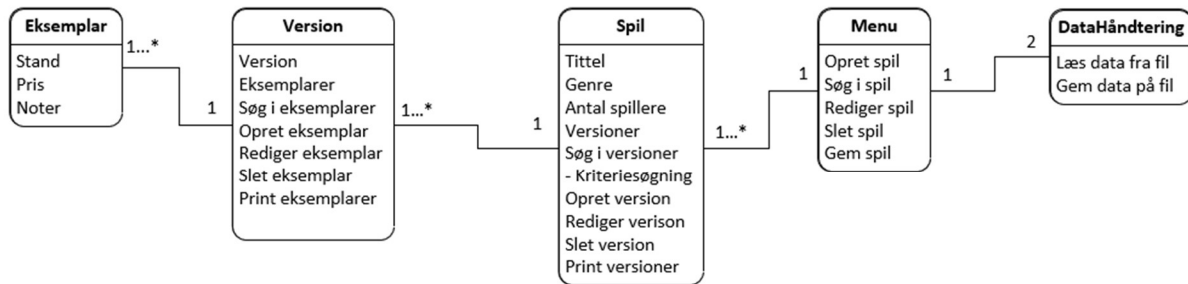 Eksemplar
Stand
Pris
Noter
1...*
1
Version
Version
Eksemplarer
Søg i eksemplarer
Opret eksemplar
Rediger eksemplar
Slet eksemplar
Print eksemplarer
1...*
1
Spil
Tittel
Genre
Antal spillere
Versioner
Søg i versioner
- Kriteriesøgning
Opret version
Rediger verison
Slet version
Print versioner
1...*
1
Menu
Opret spil
Søg i spil
Rediger spil
Slet spil
Gem spil
1
2
DataHåndtering
Læs data fra fil
Gem data på fil